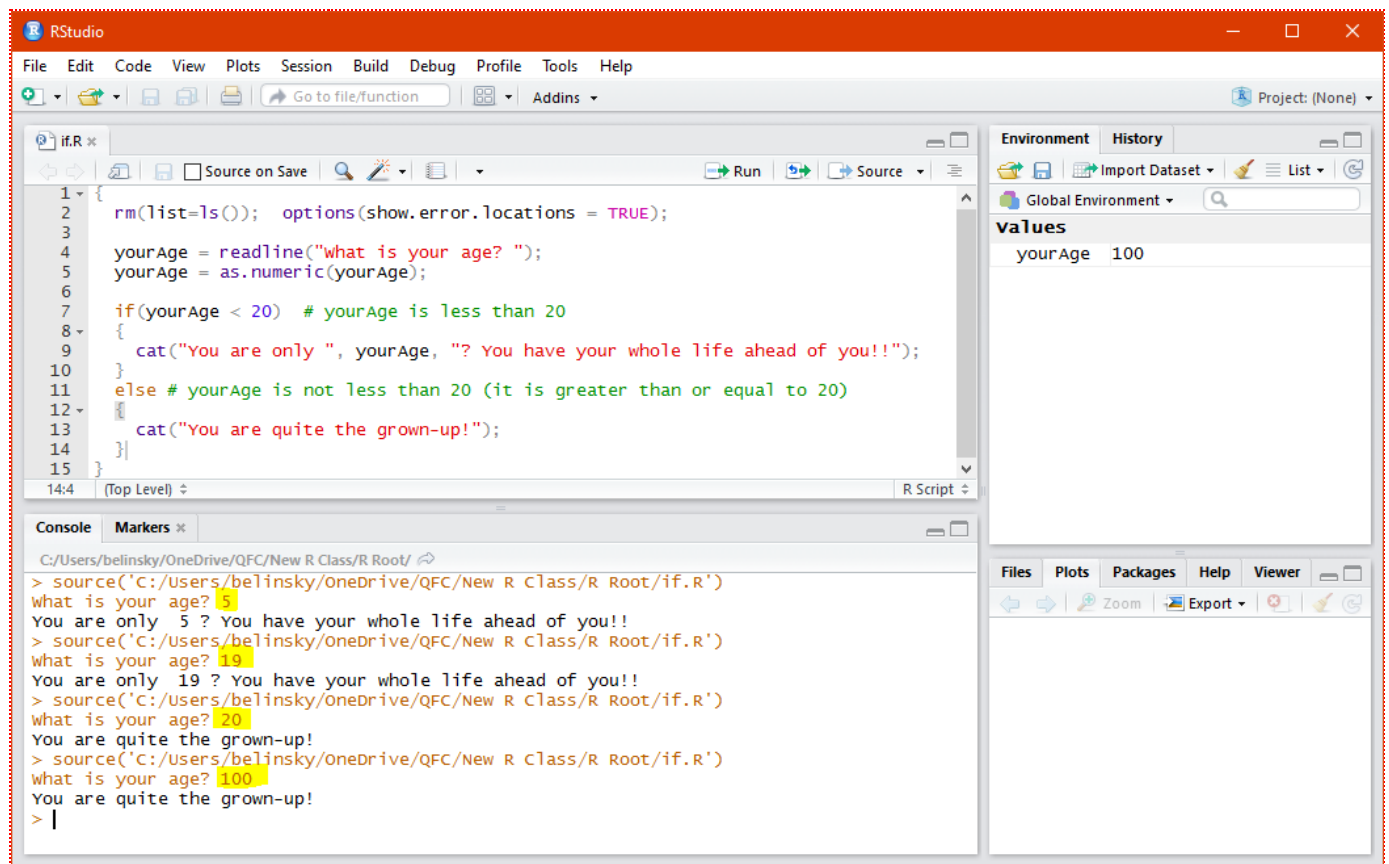 RStudio
File Edit Code View Plots Session Build Debug Profile Tools Help
Go to file/function Addins Project: (None)
if.R
Source on Save Run Source
1 {
2 rm(list=ls()); options(show.error.locations = TRUE);
3
4 yourAge = readline("What is your age? ");
5 yourAge = as.numeric(yourAge);
6
7 if(yourAge < 20) # yourAge is less than 20
8 {
9 cat("You are only ", yourAge, "? You have your whole life ahead of you!!");
10 }
11 else # yourAge is not less than 20 (it is greater than or equal to 20)
12 {
13 cat("You are quite the grown-up!");
14 }
15 }
14:4 (Top Level) R Script
Console Markers
C:/Users/belinsky/OneDrive/QFC/New R Class/R Root/
> source('C:/Users/belinsky/OneDrive/QFC/New R Class/R Root/if.R')
What is your age? 5
You are only  5 ? You have your whole life ahead of you!!
> source('C:/Users/belinsky/OneDrive/QFC/New R Class/R Root/if.R')
What is your age? 19
You are only  19 ? You have your whole life ahead of you!!
> source('C:/Users/belinsky/OneDrive/QFC/New R Class/R Root/if.R')
What is your age? 20
You are quite the grown-up!
> source('C:/Users/belinsky/OneDrive/QFC/New R Class/R Root/if.R')
What is your age? 100
You are quite the grown-up!
>
Environment History
Import Dataset List
Global Environment
Values
yourAge 100
Files Plots Packages Help Viewer
Zoom Export